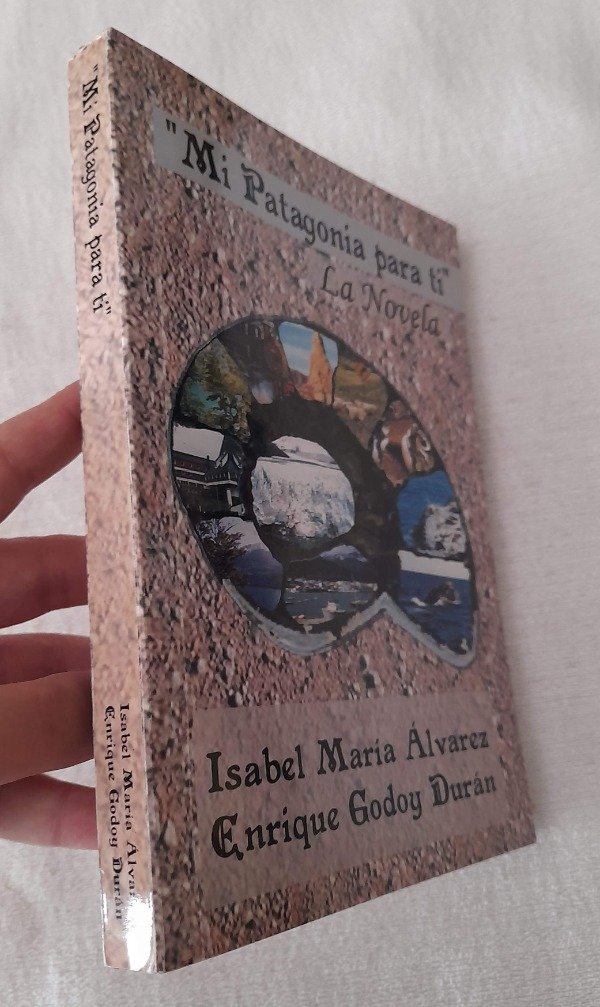 "Mi Patagonia para ti"
La Novela
Isabel María Álvarez
Enrique Godoy Durán
"Mi Patagonia para ti"
Isabel María Álvar
Enrique Godoy Durán